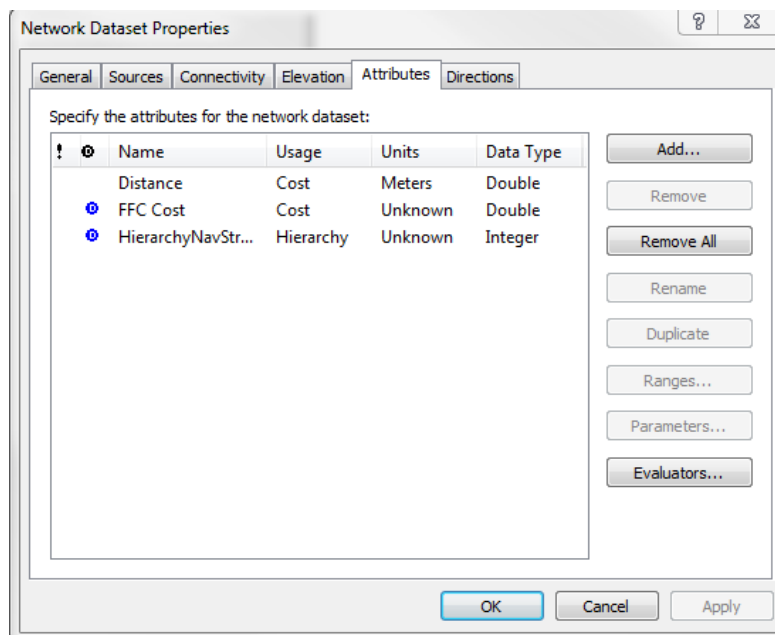 Network Dataset Properties
General Sources Connectivity Elevation Attributes Directions
Specify the attributes for the network dataset:
! D Name Usage Units Data Type
Distance Cost Meters Double
D FFC Cost Cost Unknown Double
D HierarchyNavStr... Hierarchy Unknown Integer
Add...
Remove
Remove All
Rename
Duplicate
Ranges...
Parameters...
Evaluators...
OK Cancel Apply